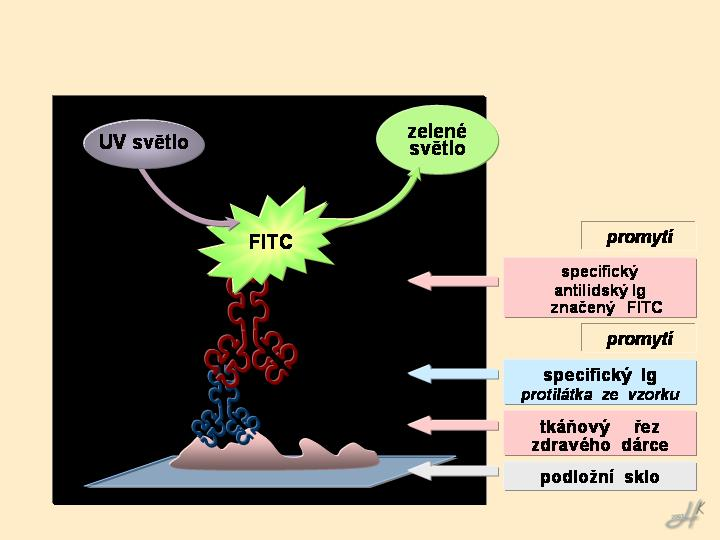 UV světlo
zelené
světlo
FITC
promytí
specifický
antilidský Ig
značený FITC
promytí
specifický Ig
protilátka ze vzorku
tkáňový řez
zdravého dárce
podložní sklo